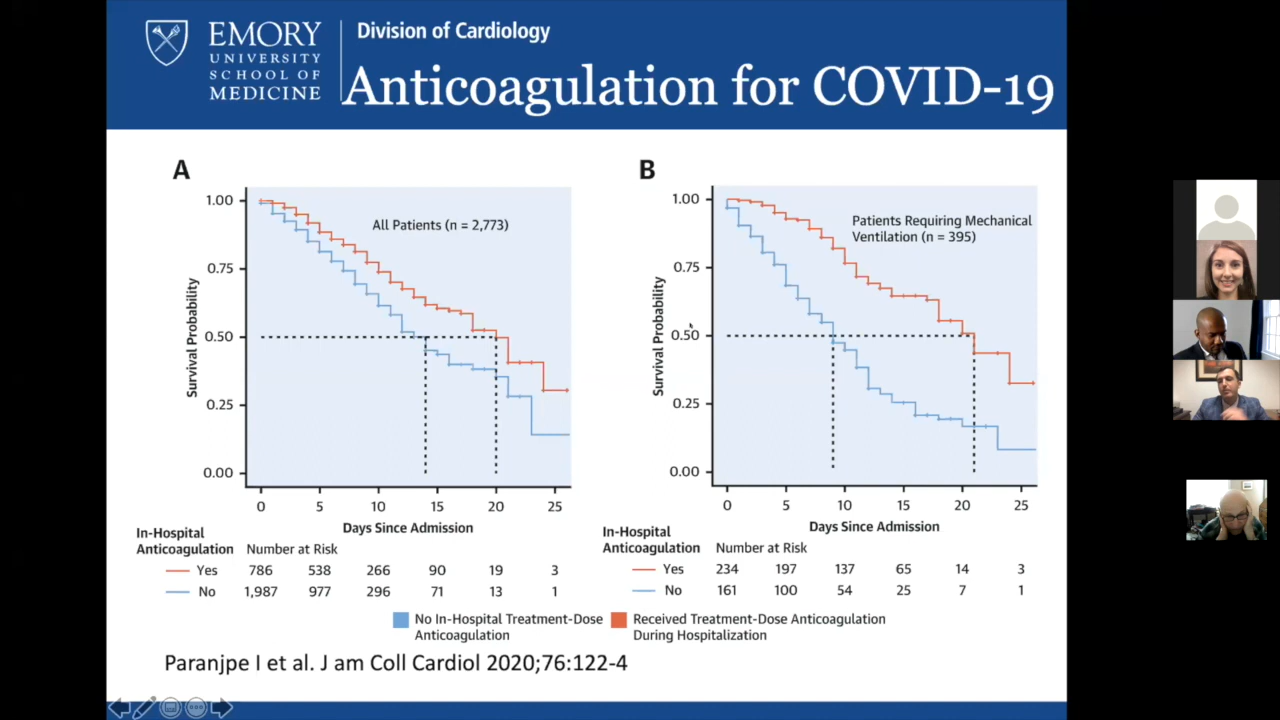 EMORY
UNIVERSITY
SCHOOL OF
MEDICINE
Division of Cardiology
Anticoagulation for COVID-19
A
1.00
0.75
0.50
0.25
0.00
Survival Probability
All Patients (n = 2,773)
0 5 10 15 20 25
Days Since Admission
In-Hospital
Anticoagulation Number at Risk
Yes 786 538 266 90 19 3
No 1,987 977 296 71 13 1
B
1.00
0.75
0.50
0.25
0.00
Survival Probability
Patients Requiring Mechanical
Ventilation (n = 395)
0 5 10 15 20 25
Days Since Admission
In-Hospital
Anticoagulation Number at Risk
Yes 234 197 137 65 14 3
No 161 100 54 25 7 1
No In-Hospital Treatment-Dose
Anticoagulation
Received Treatment-Dose Anticoagulation
During Hospitalization
Paranjpe I et al. J am Coll Cardiol 2020;76:122-4